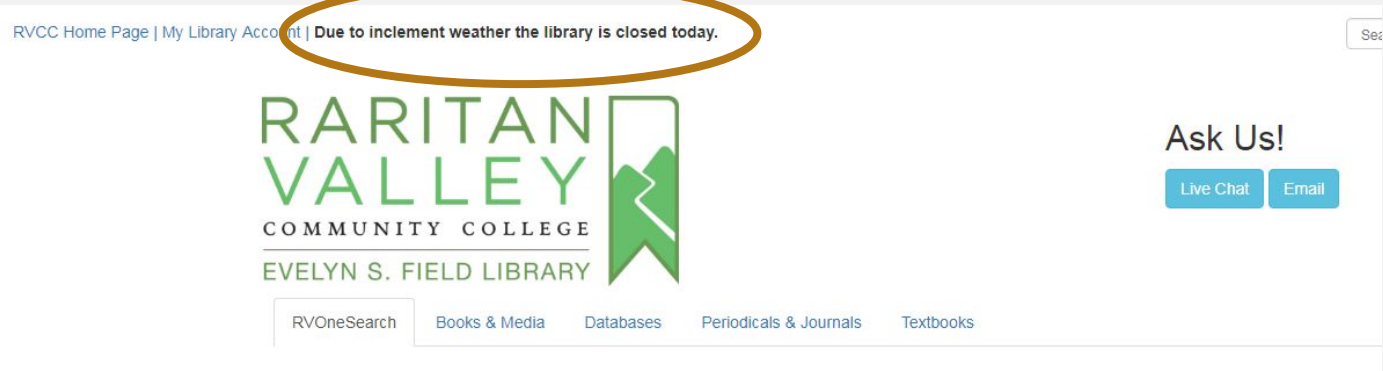 RVCC Home Page | My Library Account | Due to inclement weather the library is closed today.
RARITAN
VALLEY
COMMUNITY COLLEGE
EVELYN S. FIELD LIBRARY
Ask Us!
Live Chat Email
RVOneSearch Books & Media Databases Periodicals & Journals Textbooks